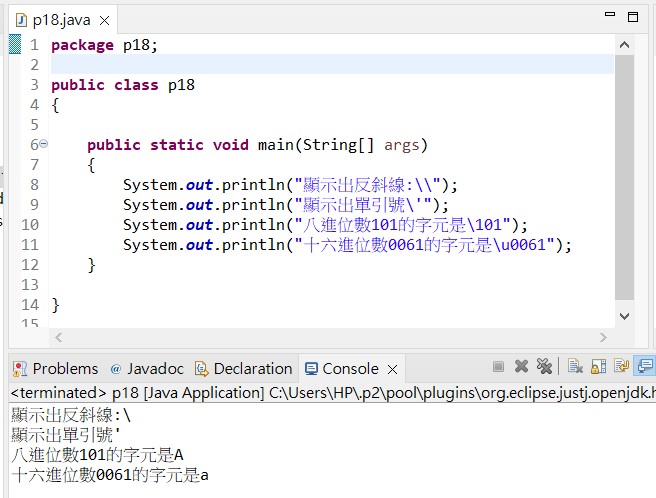 p18.java
1 package p18;
2
3 public class p18
4 {
5
6 public static void main(String[] args)
7 {
8 System.out.println("顯示出反斜線:\\");
9 System.out.println("顯示出單引號\'");
10 System.out.println("八進位數101的字元是\101");
11 System.out.println("十六進位數0061的字元是\u0061");
12 }
13
14 }
15
Problems @ Javadoc Declaration Console
<terminated> p18 [Java Application] C:\Users\HP\.p2\pool\plugins\org.eclipse.justj.openjdk.h
顯示出反斜線:\
顯示出單引號'
八進位數101的字元是A
十六進位數0061的字元是a